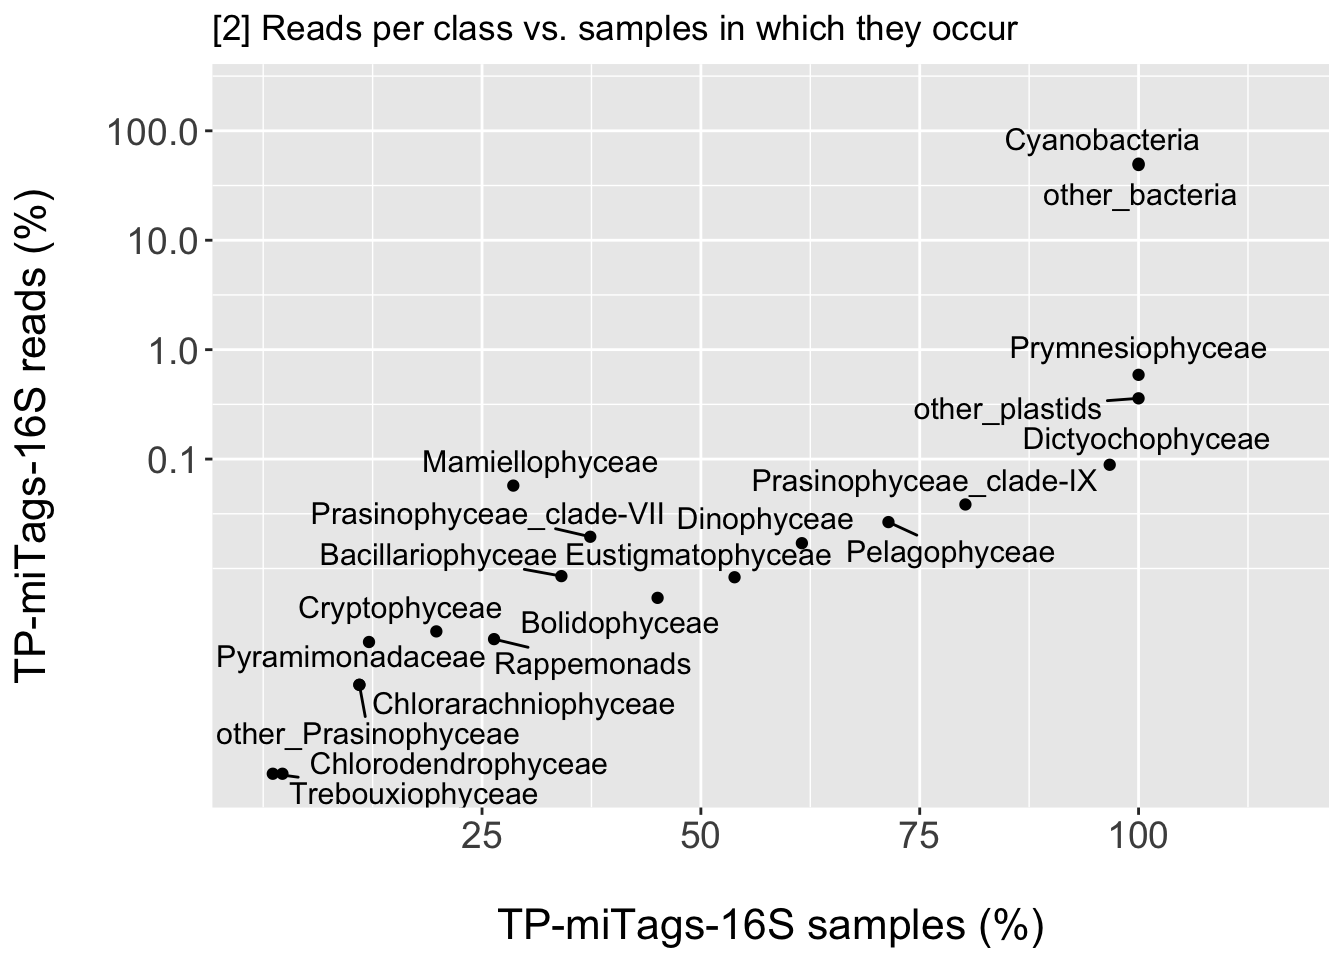 [2] Reads per class vs. samples in which they occur
TP-miTags-16S reads (%)
100.0
10.0
1.0
0.1
Cyanobacteria
other_bacteria
Prymnesiophyceae
other_plastids
Dictyochophyceae
Mamiellophyceae
Prasinophyceae_clade-IX
Prasinophyceae_clade-VII
Dinophyceae
Bacillariophyceae
Eustigmatophyceae
Pelagophyceae
Cryptophyceae
Bolidophyceae
Pyramimonadaceae
Rappemonads
Chlorarachniophyceae
other_Prasinophyceae
Chlorodendrophyceae
Trebouxiophyceae
25
50
75
100
TP-miTags-16S samples (%)